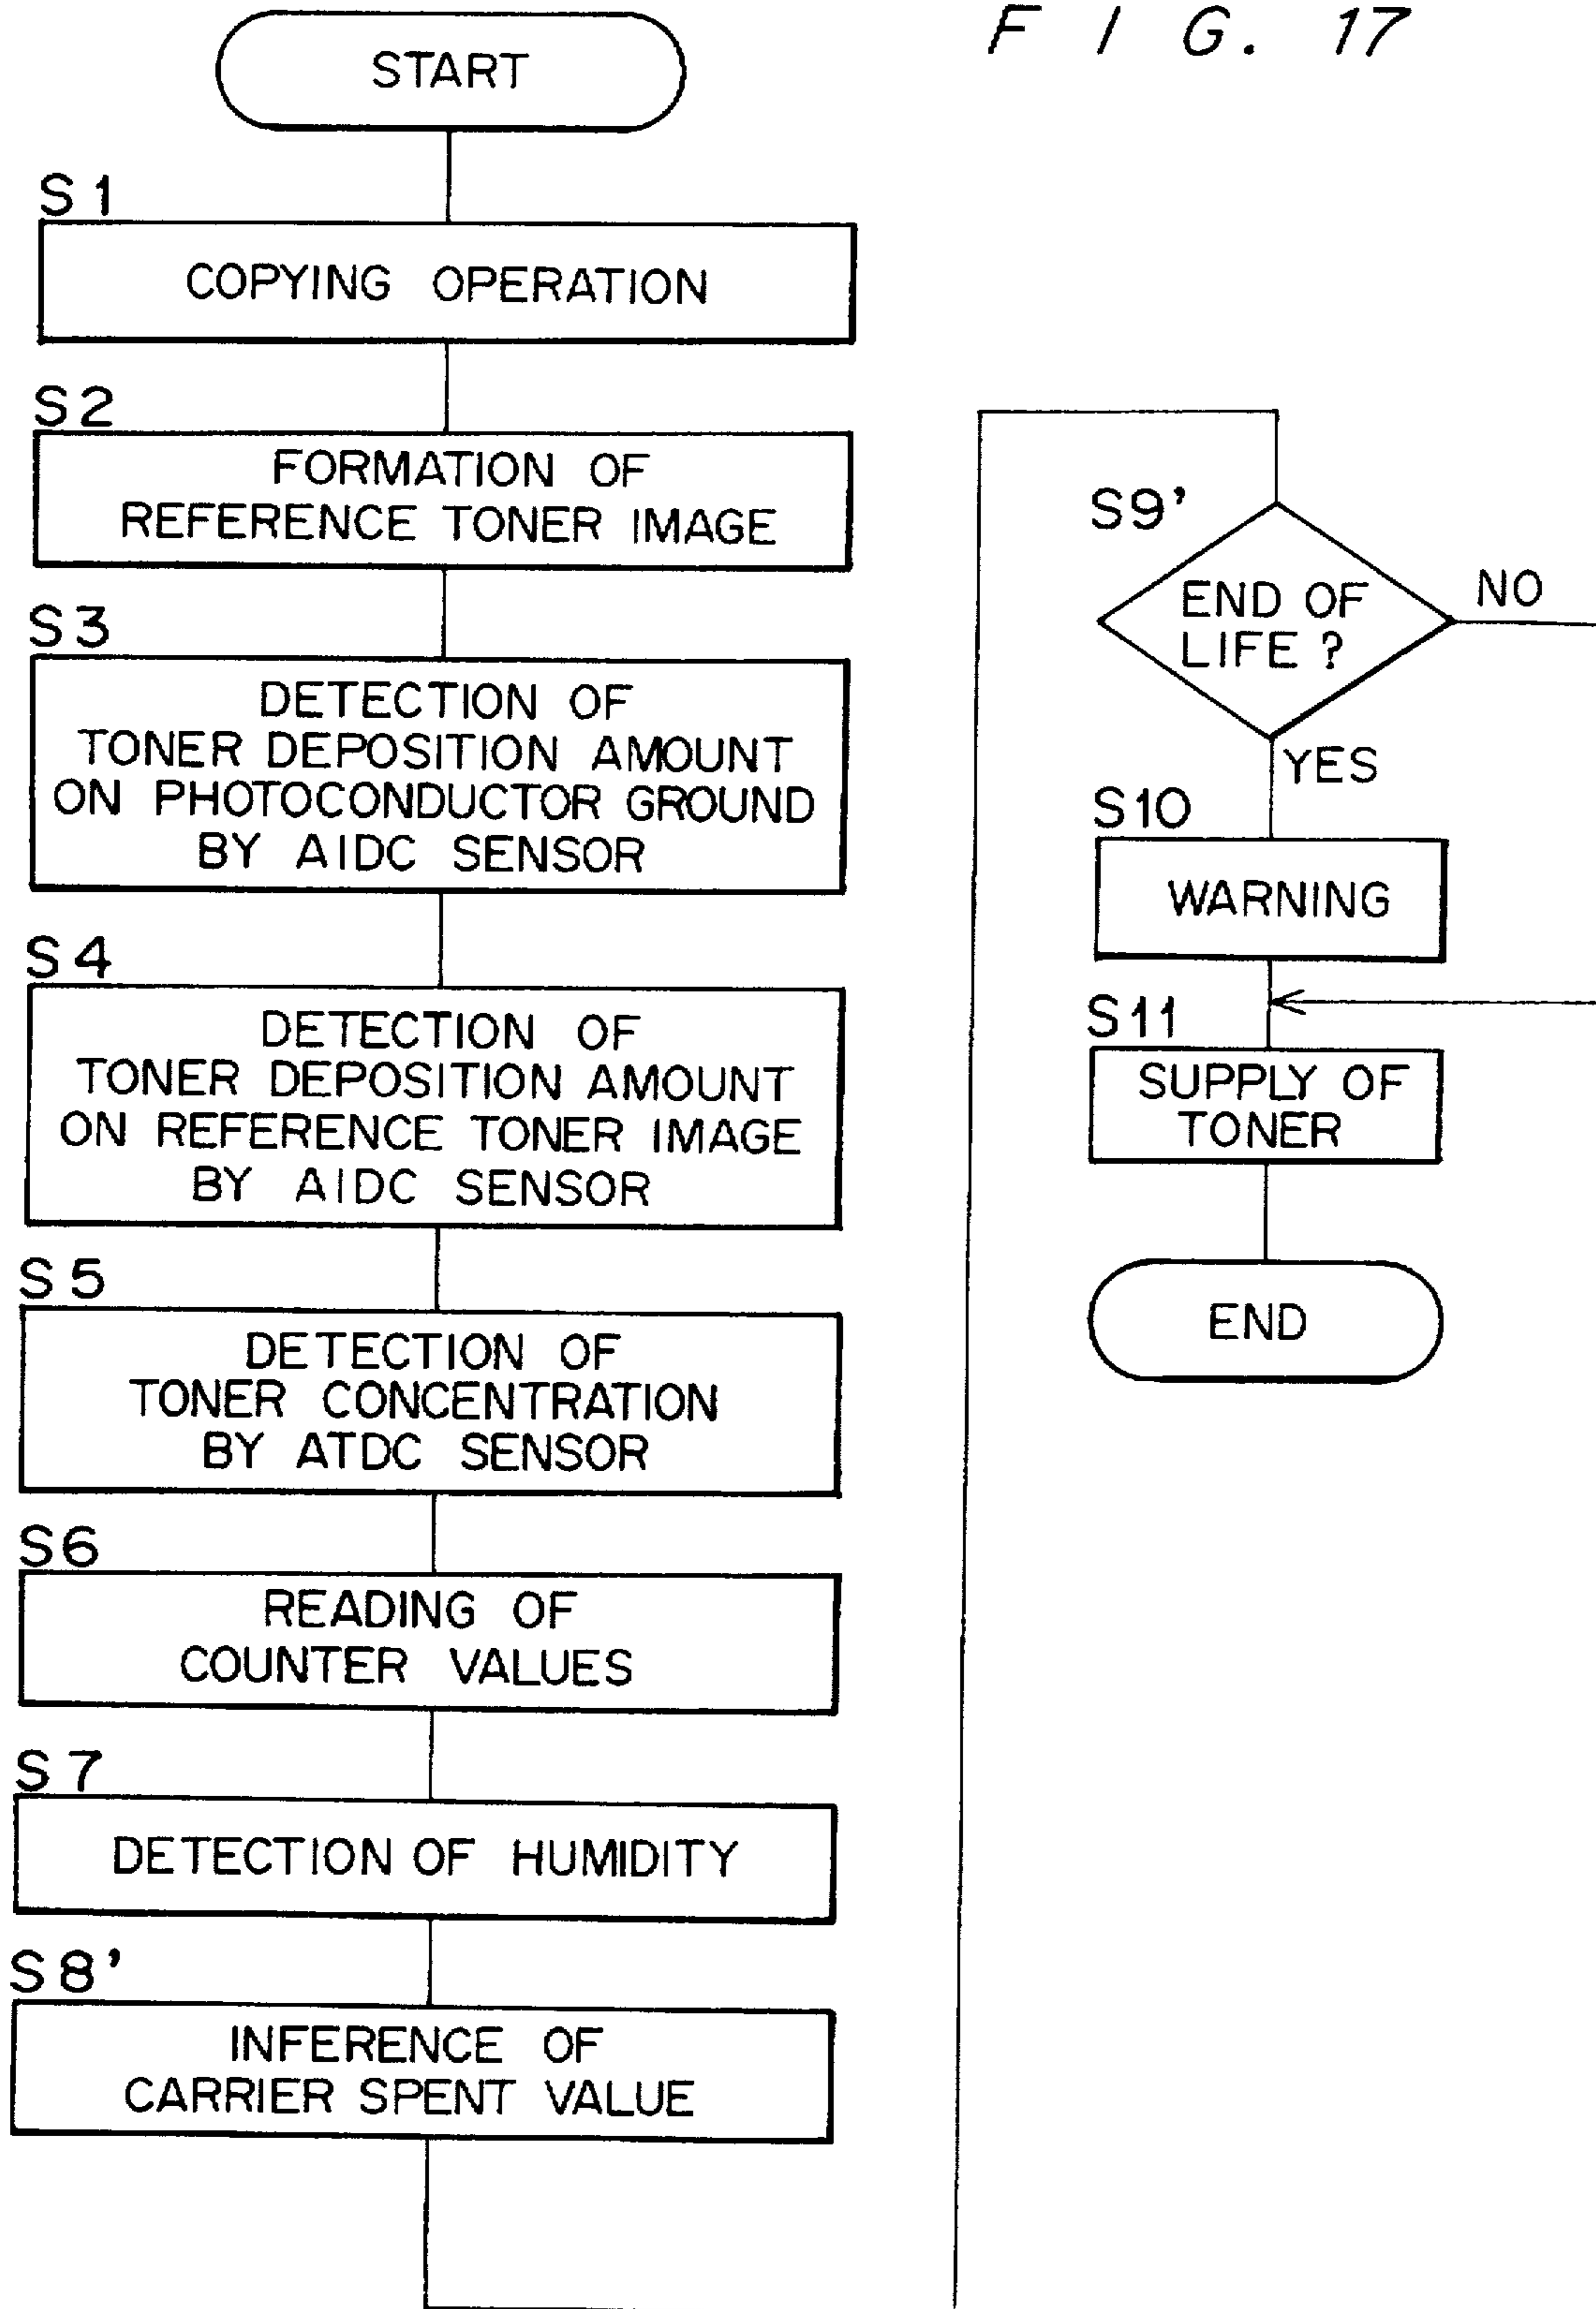 F I G. 17
START
S1
COPYING OPERATION
S2
FORMATION OF
REFERENCE TONER IMAGE
S3
DETECTION OF
TONER DEPOSITION AMOUNT
ON PHOTOCONDUCTOR GROUND
BY AIDC SENSOR
S4
DETECTION OF
TONER DEPOSITION AMOUNT
ON REFERENCE TONER IMAGE
BY AIDC SENSOR
S5
DETECTION OF
TONER CONCENTRATION
BY ATDC SENSOR
S6
READING OF
COUNTER VALUES
S7
DETECTION OF HUMIDITY
S8'
INFERENCE OF
CARRIER SPENT VALUE
S9'
END OF
LIFE ?
NO
YES
S10
WARNING
S11
SUPPLY OF
TONER
END